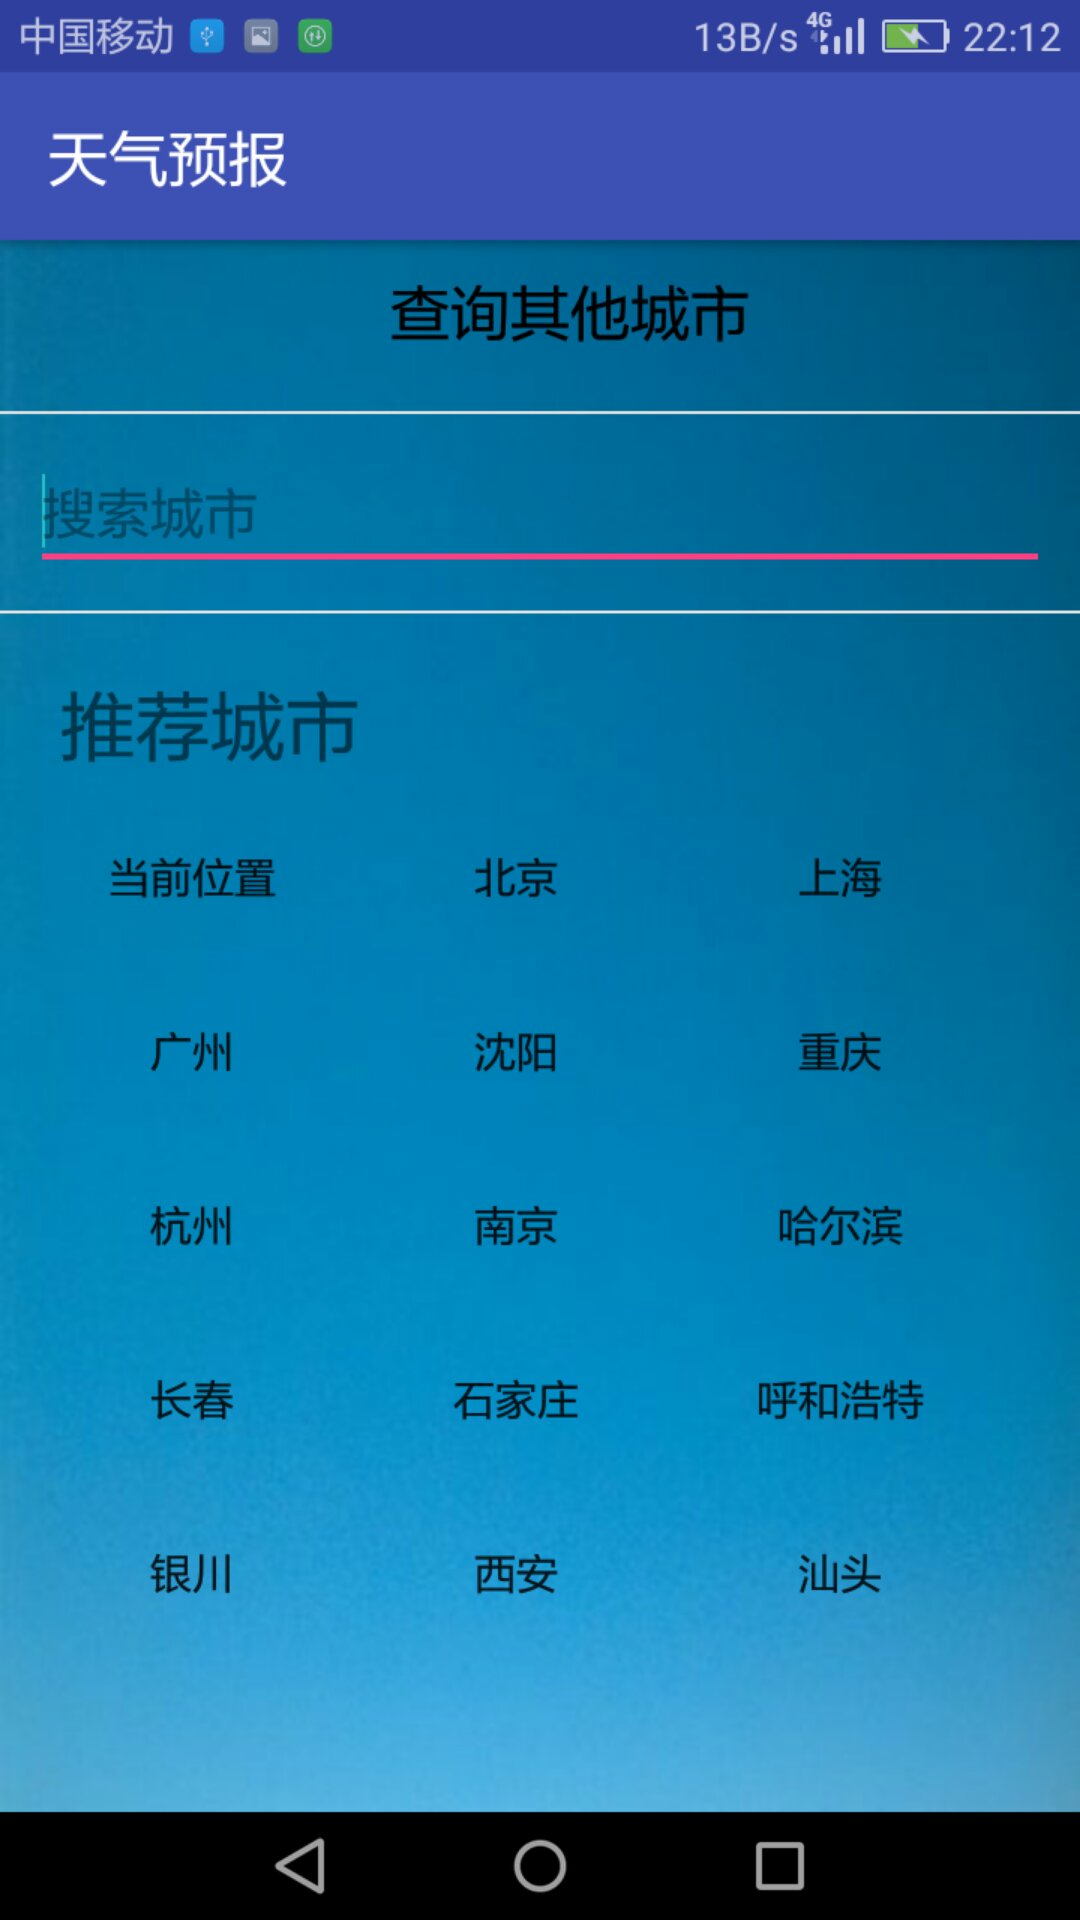 中国移动 13B/s 4G 22:12
天气预报
查询其他城市
搜索城市
推荐城市
当前位置 北京 上海
广州 沈阳 重庆
杭州 南京 哈尔滨
长春 石家庄 呼和浩特
银川 西安 汕头